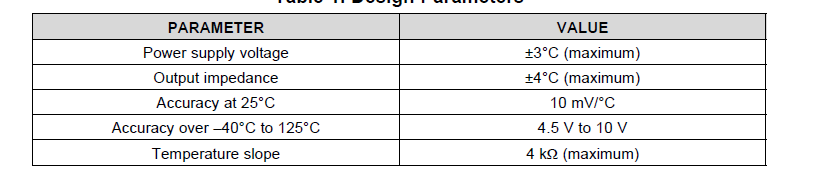 Table 1. Design Parameters
PARAMETER VALUE
Power supply voltage ±3°C (maximum)
Output impedance ±4°C (maximum)
Accuracy at 25°C 10 mV/°C
Accuracy over –40°C to 125°C 4.5 V to 10 V
Temperature slope 4 kΩ (maximum)